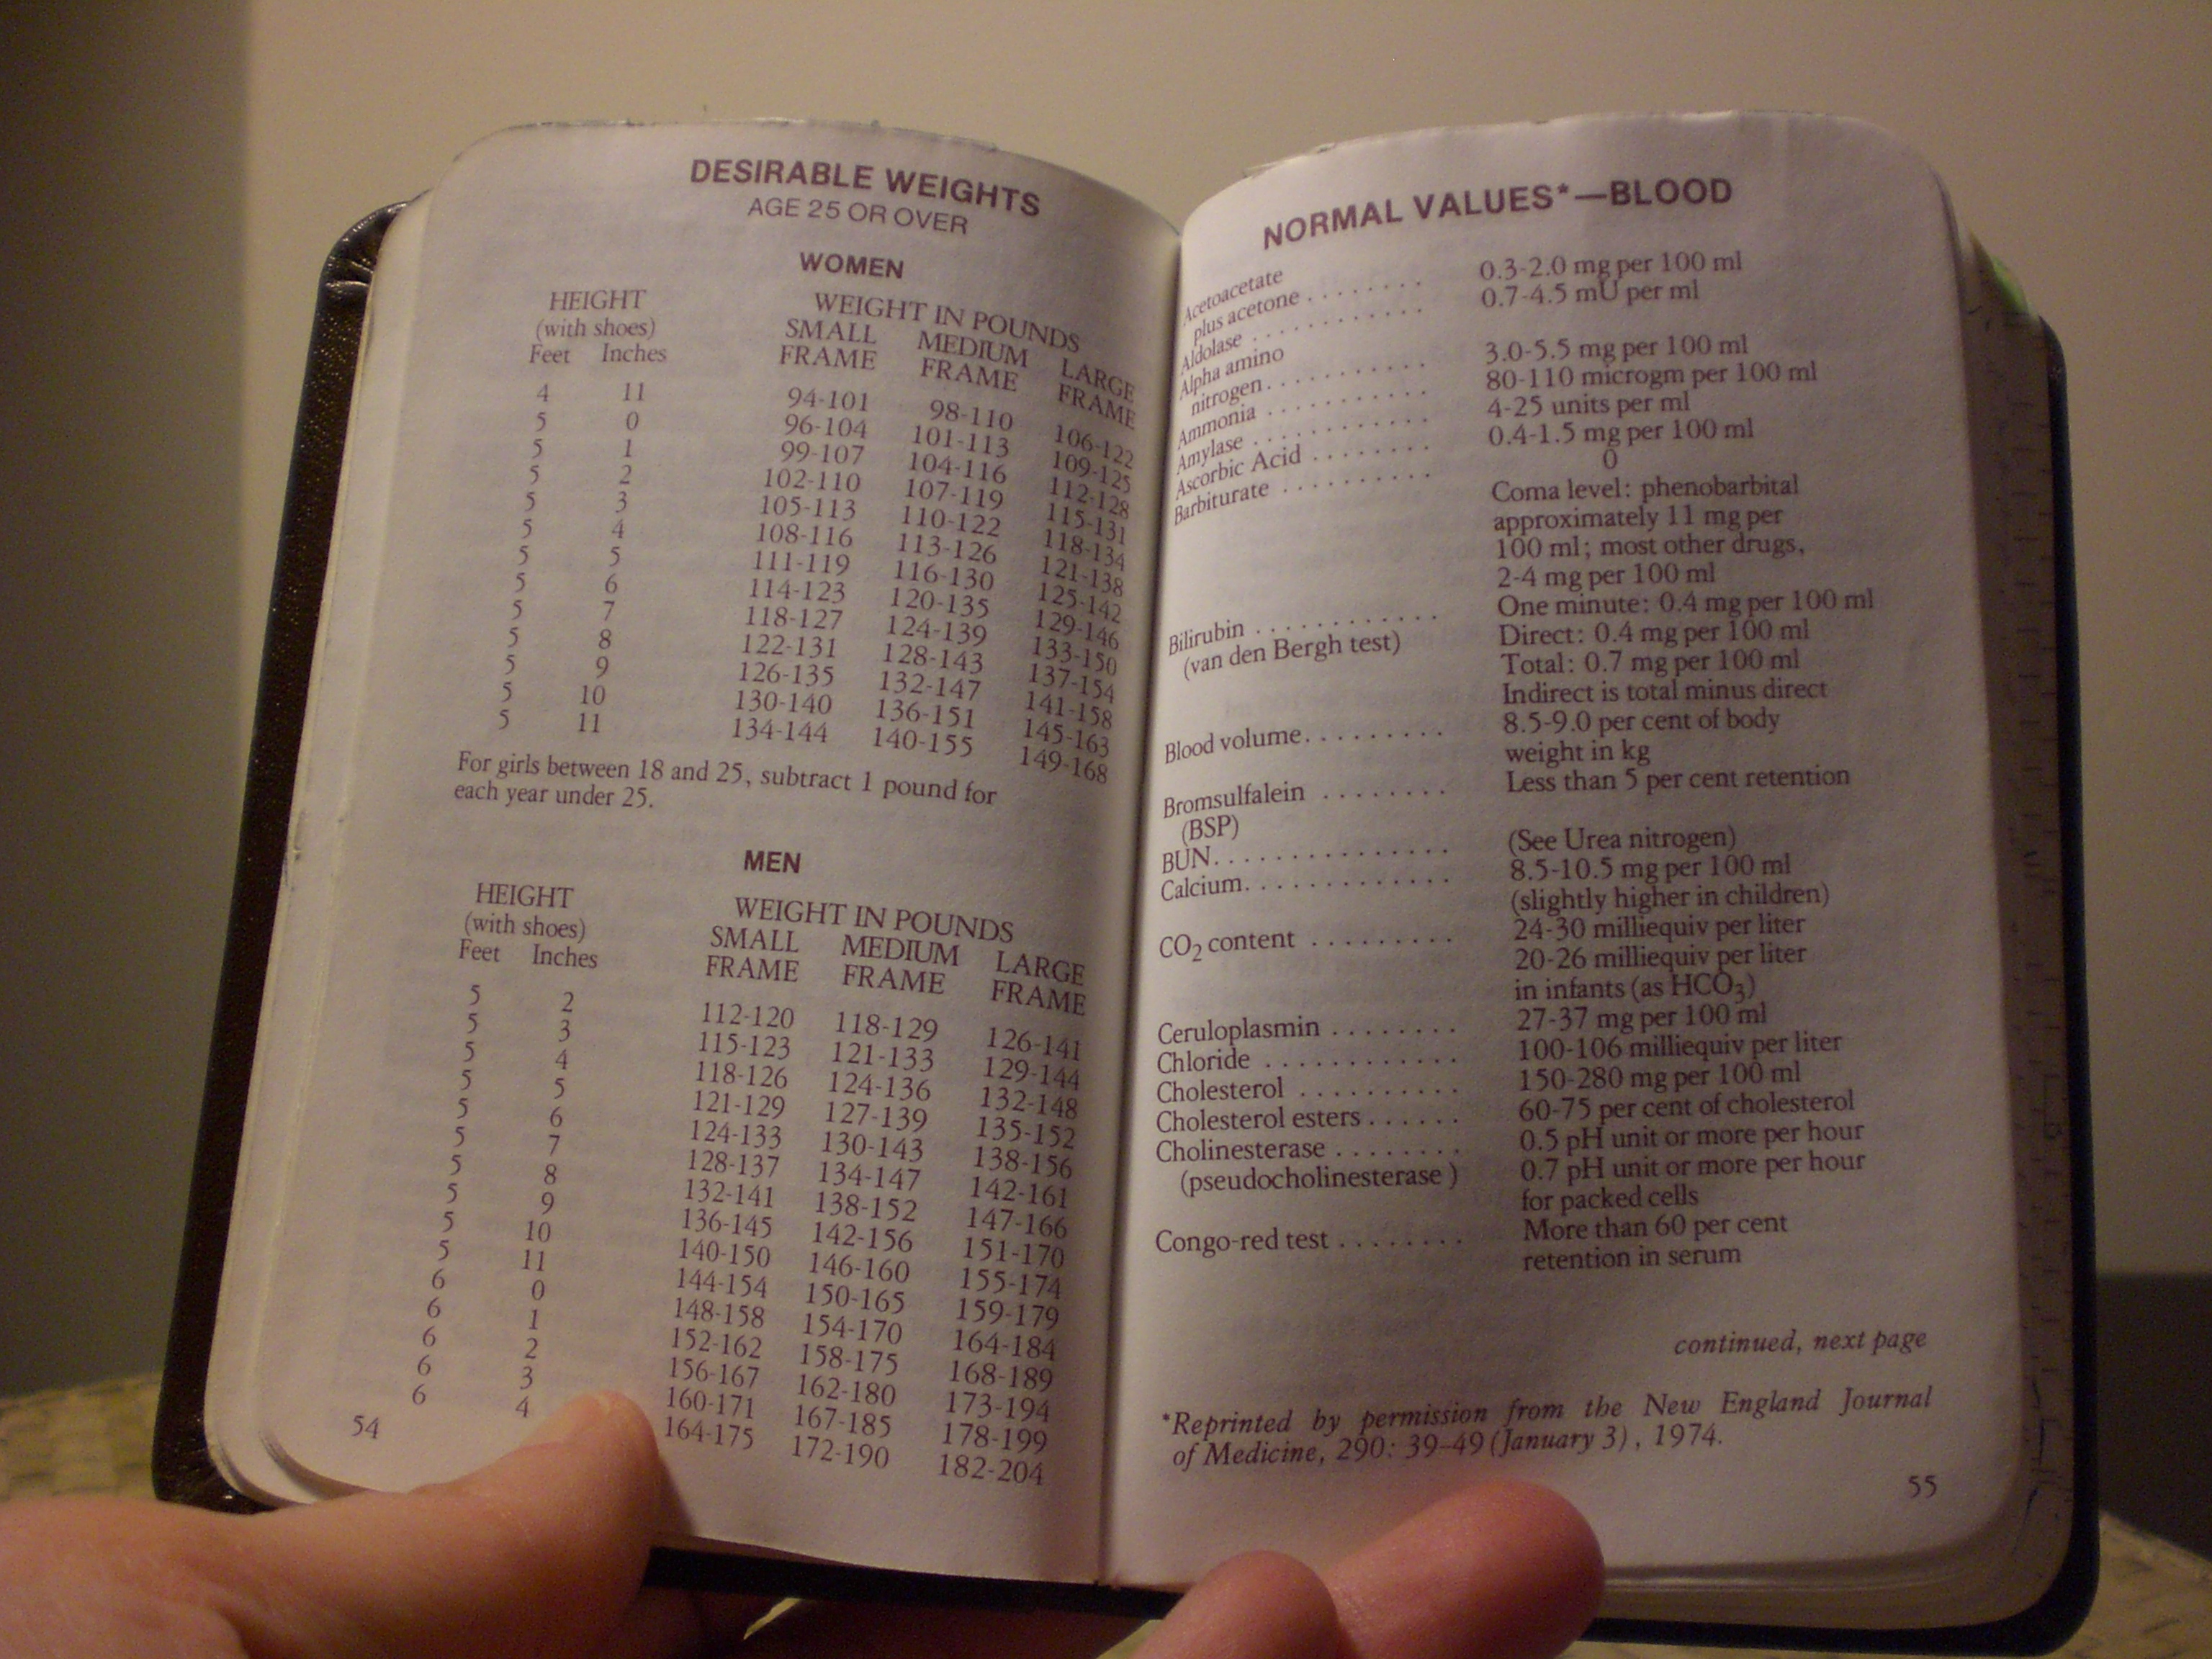 DESIRABLE WEIGHTS
AGE 25 OR OVER
WOMEN
HEIGHT WEIGHT IN POUNDS
(with shoes) SMALL MEDIUM LARGE
Feet Inches FRAME FRAME FRAME
4 11 94-101 98-110 106-122
5 0 96-104 101-113 109-125
5 1 99-107 104-116 112-128
5 2 102-110 107-119 115-131
5 3 105-113 110-122 118-134
5 4 108-116 113-126 121-138
5 5 111-119 116-130 125-142
5 6 114-123 120-135 129-146
5 7 118-127 124-139 133-150
5 8 122-131 128-143 137-154
5 9 126-135 132-147 141-158
5 10 130-140 136-151 145-163
5 11 134-144 140-155 149-168
For girls between 18 and 25, subtract 1 pound for
each year under 25.
MEN
HEIGHT WEIGHT IN POUNDS
(with shoes) SMALL MEDIUM LARGE
Feet Inches FRAME FRAME FRAME
5 2 112-120 118-129 126-141
5 3 115-123 121-133 129-144
5 4 118-126 124-136 132-148
5 5 121-129 127-139 135-152
5 6 124-133 130-143 138-156
5 7 128-137 134-147 142-161
5 8 132-141 138-152 147-166
5 9 136-145 142-156 151-170
5 10 140-150 146-160 155-174
5 11 144-154 150-165 159-179
6 0 148-158 154-170 164-184
6 1 152-162 158-175 168-189
6 2 156-167 162-180 173-194
6 3 160-171 167-185 178-199
6 4 164-175 172-190 182-204
54
NORMAL VALUES*—BLOOD
Acetoacetate
plus acetone . . . . . . . . 0.3-2.0 mg per 100 ml
Aldolase . . . . . . . . . . . . 0.7-4.5 mU per ml
Alpha amino
nitrogen . . . . . . . . . . . 3.0-5.5 mg per 100 ml
Ammonia . . . . . . . . . . . 80-110 microgm per 100 ml
Amylase . . . . . . . . . . . . 4-25 units per ml
Ascorbic Acid . . . . . . . . 0.4-1.5 mg per 100 ml
Barbiturate . . . . . . . . . . 0
Coma level: phenobarbital
approximately 11 mg per
100 ml; most other drugs,
2-4 mg per 100 ml
Bilirubin . . . . . . . . . . . . One minute: 0.4 mg per 100 ml
(van den Bergh test) Direct: 0.4 mg per 100 ml
Total: 0.7 mg per 100 ml
Indirect is total minus direct
Blood volume . . . . . . . . . 8.5-9.0 per cent of body
weight in kg
Bromsulfalein . . . . . . . . Less than 5 per cent retention
(BSP)
BUN . . . . . . . . . . . . . . . (See Urea nitrogen)
Calcium . . . . . . . . . . . . . 8.5-10.5 mg per 100 ml
(slightly higher in children)
CO2 content . . . . . . . . . 24-30 milliequiv per liter
20-26 milliequiv per liter
in infants (as HCO3)
Ceruloplasmin . . . . . . . . 27-37 mg per 100 ml
Chloride . . . . . . . . . . . . 100-106 milliequiv per liter
Cholesterol . . . . . . . . . . 150-280 mg per 100 ml
Cholesterol esters . . . . . . 60-75 per cent of cholesterol
Cholinesterase . . . . . . . . 0.5 pH unit or more per hour
(pseudocholinesterase ) 0.7 pH unit or more per hour
for packed cells
Congo-red test . . . . . . . . More than 60 per cent
retention in serum
continued, next page
*Reprinted by permission from the New England Journal
of Medicine, 290: 39-49 (January 3), 1974.
55